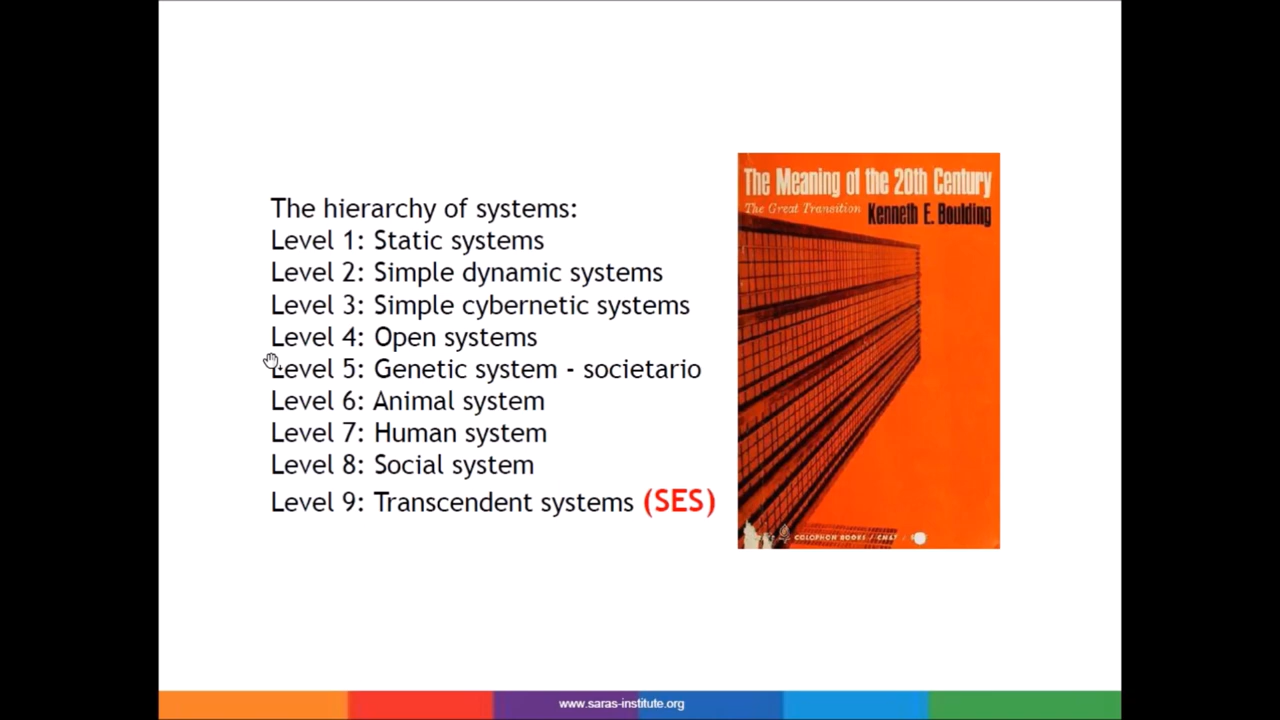 The hierarchy of systems:
Level 1: Static systems
Level 2: Simple dynamic systems
Level 3: Simple cybernetic systems
Level 4: Open systems
Level 5: Genetic system - societario
Level 6: Animal system
Level 7: Human system
Level 8: Social system
Level 9: Transcendent systems (SES)
The Meaning of the 20th Century
The Great Transition Kenneth E. Boulding
COLOPHON BOOKS / CN&T /
www.saras-institute.org